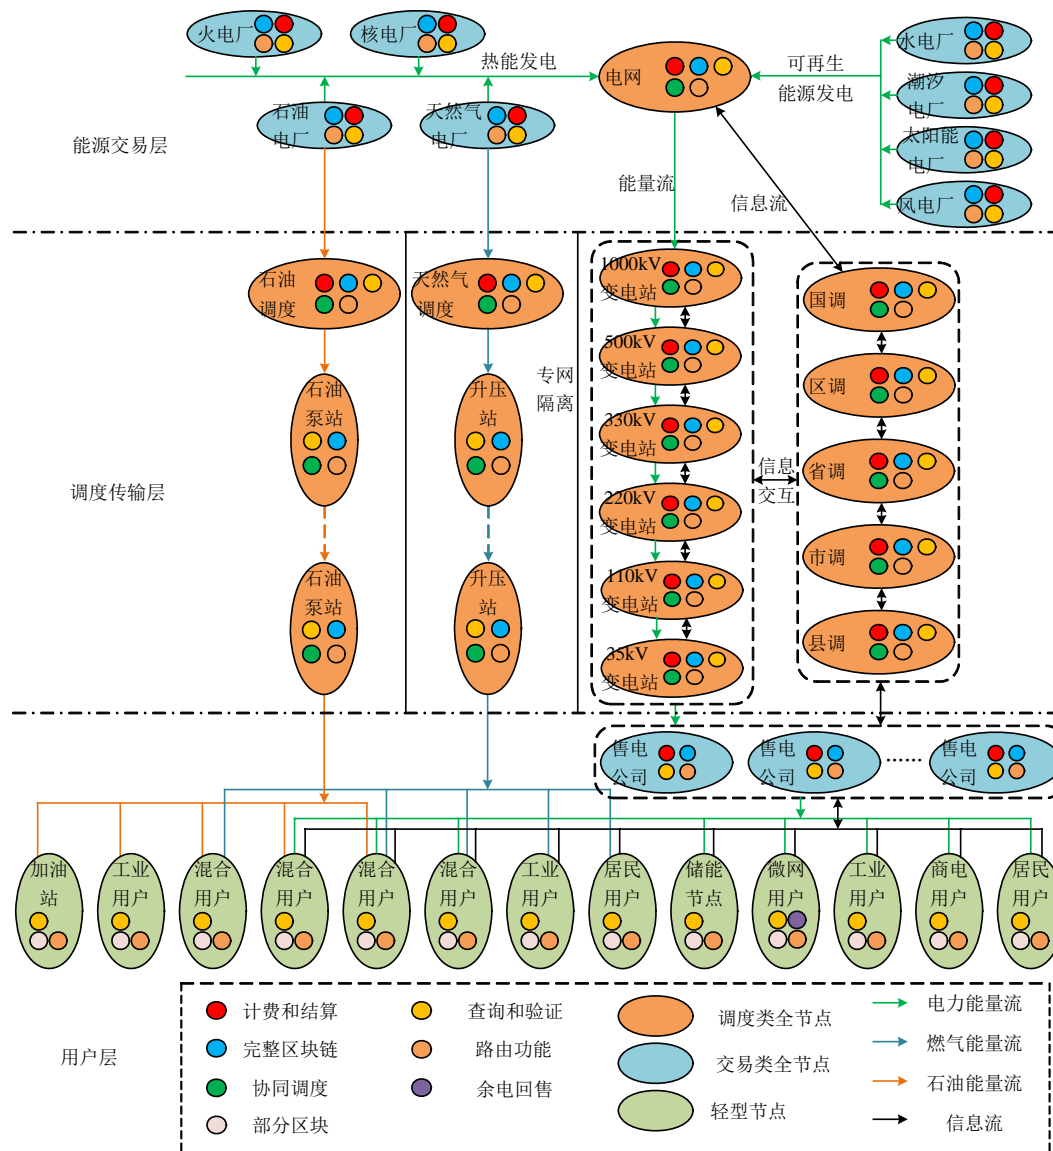 火电厂
核电厂
热能发电
电网
可再生
能源发电
水电厂
潮汐
电厂
太阳能
电厂
风电厂
石油
电厂
天然气
电厂
能源交易层
能量流
信息流
石油
调度
天然气
调度
专网
隔离
石油
泵站
升压
站
石油
泵站
升压
站
调度传输层
1000kV
变电站
500kV
变电站
330kV
变电站
220kV
变电站
110kV
变电站
35kV
变电站
信息
交互
国调
区调
省调
市调
县调
售电
公司
售电
公司
······
售电
公司
加油
站
工业
用户
混合
用户
混合
用户
混合
用户
混合
用户
工业
用户
居民
用户
储能
节点
微网
用户
工业
用户
商电
用户
居民
用户
用户层
计费和结算
完整区块链
协同调度
部分区块
查询和验证
路由功能
余电回售
调度类全节点
交易类全节点
轻型节点
电力能量流
燃气能量流
石油能量流
信息流